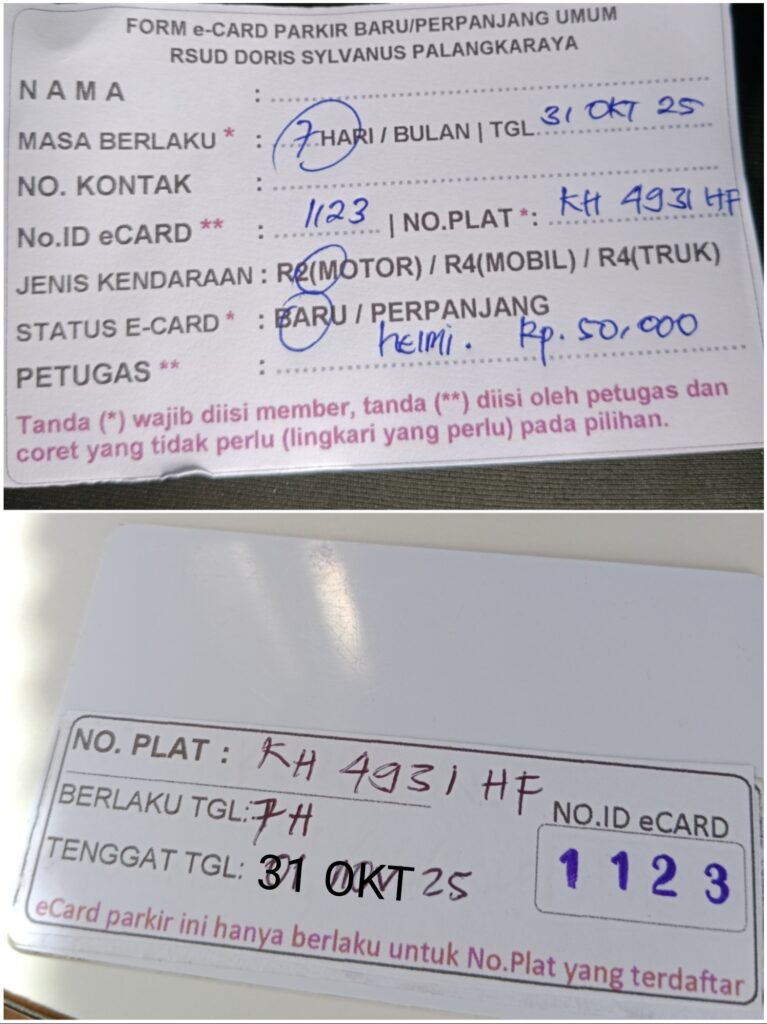 FORM e-CARD PARKIR BARU/PERPANJANG UMUM
RSUD DORIS SYLVANUS PALANGKARAYA
N A M A :
MASA BERLAKU * : 7 HARI / BULAN | TGL 31 OKT 25
NO. KONTAK :
No.ID eCARD ** : 1123 | NO.PLAT *: KH 4931 HF
JENIS KENDARAAN : R2(MOTOR) / R4(MOBIL) / R4(TRUK)
STATUS E-CARD * : BARU / PERPANJANG
PETUGAS ** : helmi. Rp. 50,000
Tanda (*) wajib diisi member, tanda (**) diisi oleh petugas dan
coret yang tidak perlu (lingkari yang perlu) pada pilihan.
NO. PLAT : KH 4931 HF
BERLAKU TGL: 7H
TENGGAT TGL: 31 OKT 25
NO.ID eCARD
1123
eCard parkir ini hanya berlaku untuk No.Plat yang terdaftar